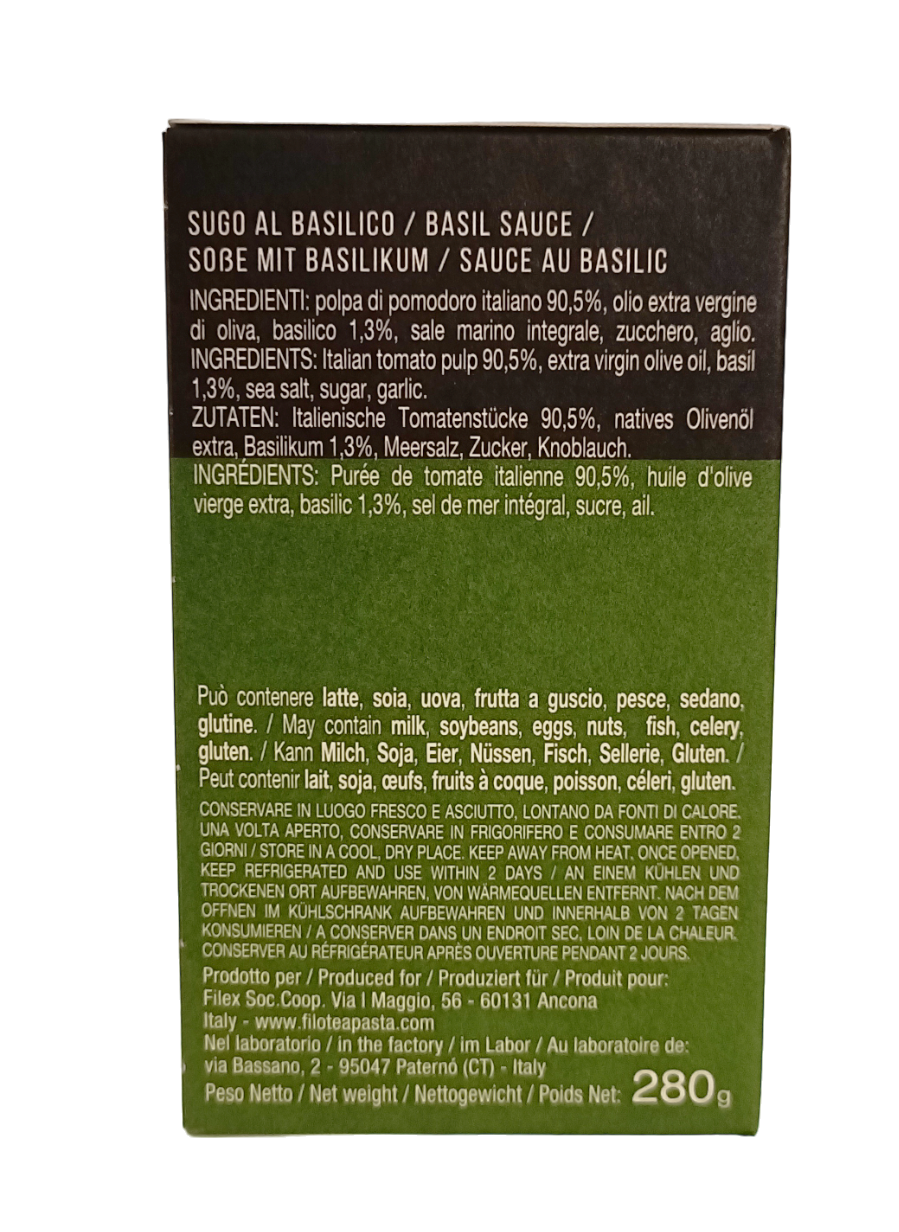 SUGO AL BASILICO / BASIL SAUCE /
SOßE MIT BASILIKUM / SAUCE AU BASILIC
INGREDIENTI: polpa di pomodoro italiano 90,5%, olio extra vergine
di oliva, basilico 1,3%, sale marino integrale, zucchero, aglio.
INGREDIENTS: Italian tomato pulp 90,5%, extra virgin olive oil, basil
1,3%, sea salt, sugar, garlic.
ZUTATEN: Italienische Tomatenstücke 90,5%, natives Olivenöl
extra, Basilikum 1,3%, Meersalz, Zucker, Knoblauch.
INGRÉDIENTS: Purée de tomate italienne 90,5%, huile d'olive
vierge extra, basilic 1,3%, sel de mer intégral, sucre, ail.
Può contenere latte, soia, uova, frutta a guscio, pesce, sedano,
glutine. / May contain milk, soybeans, eggs, nuts, fish, celery,
gluten. / Kann Milch, Soja, Eier, Nüssen, Fisch, Sellerie, Gluten. /
Peut contenir lait, soja, œufs, fruits à coque, poisson, céleri, gluten.
CONSERVARE IN LUOGO FRESCO E ASCIUTTO, LONTANO DA FONTI DI CALORE.
UNA VOLTA APERTO, CONSERVARE IN FRIGORIFERO E CONSUMARE ENTRO 2
GIORNI / STORE IN A COOL, DRY PLACE. KEEP AWAY FROM HEAT. ONCE OPENED,
KEEP REFRIGERATED AND USE WITHIN 2 DAYS / AN EINEM KÜHLEN UND
TROCKENEN ORT AUFBEWAHREN, VON WÄRMEQUELLEN ENTFERNT. NACH DEM
OFFNEN IM KÜHLSCHRANK AUFBEWAHREN UND INNERHALB VON 2 TAGEN
KONSUMIEREN / A CONSERVER DANS UN ENDROIT SEC, LOIN DE LA CHALEUR.
CONSERVER AU RÉFRIGÉRATEUR APRÈS OUVERTURE PENDANT 2 JOURS.
Prodotto per / Produced for / Produziert für / Produit pour:
Filex Soc.Coop. Via I Maggio, 56 - 60131 Ancona
Italy - www.filoteapasta.com
Nel laboratorio / in the factory / im Labor / Au laboratoire de:
via Bassano, 2 - 95047 Paternó (CT) - Italy
Peso Netto / Net weight / Nettogewicht / Poids Net: 280g